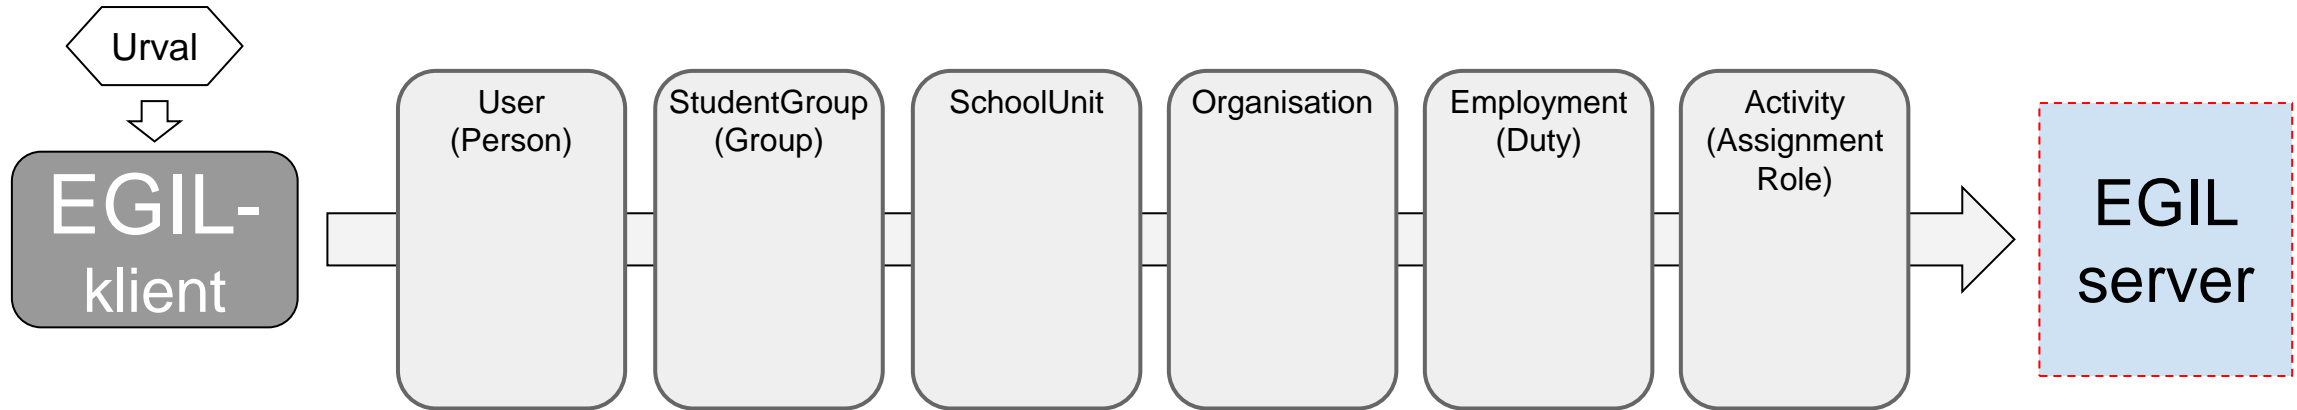 Urval
EGIL-
klient
User
(Person)
StudentGroup
(Group)
SchoolUnit
Organisation
Employment
(Duty)
Activity
(Assignment
Role)
EGIL
server